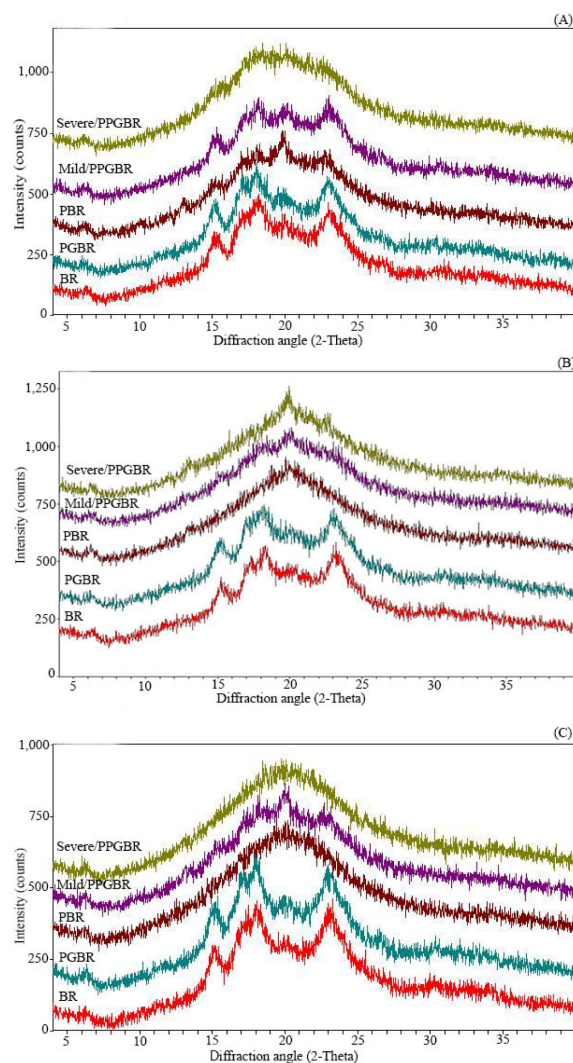 (A)
1,000
Severe/PPGBR
750
Mild/PPGBR
500
PBR
250
PGBR
BR
0
5 10 15 20 25 30 35
Diffraction angle (2-Theta)
Intensity (counts)
(B)
1,250
1,000
Severe/PPGBR
750
Mild/PPGBR
PBR
500
PGBR
250
BR
0
5 10 15 20 25 30 35
Diffraction angle (2-Theta)
Intensity (counts)
1,000
(C)
750
Severe/PPGBR
Mild/PPGBR
500
PBR
250
PGBR
BR
0
5 10 15 20 25 30 35
Diffraction angle (2-Theta)
Intensity (counts)